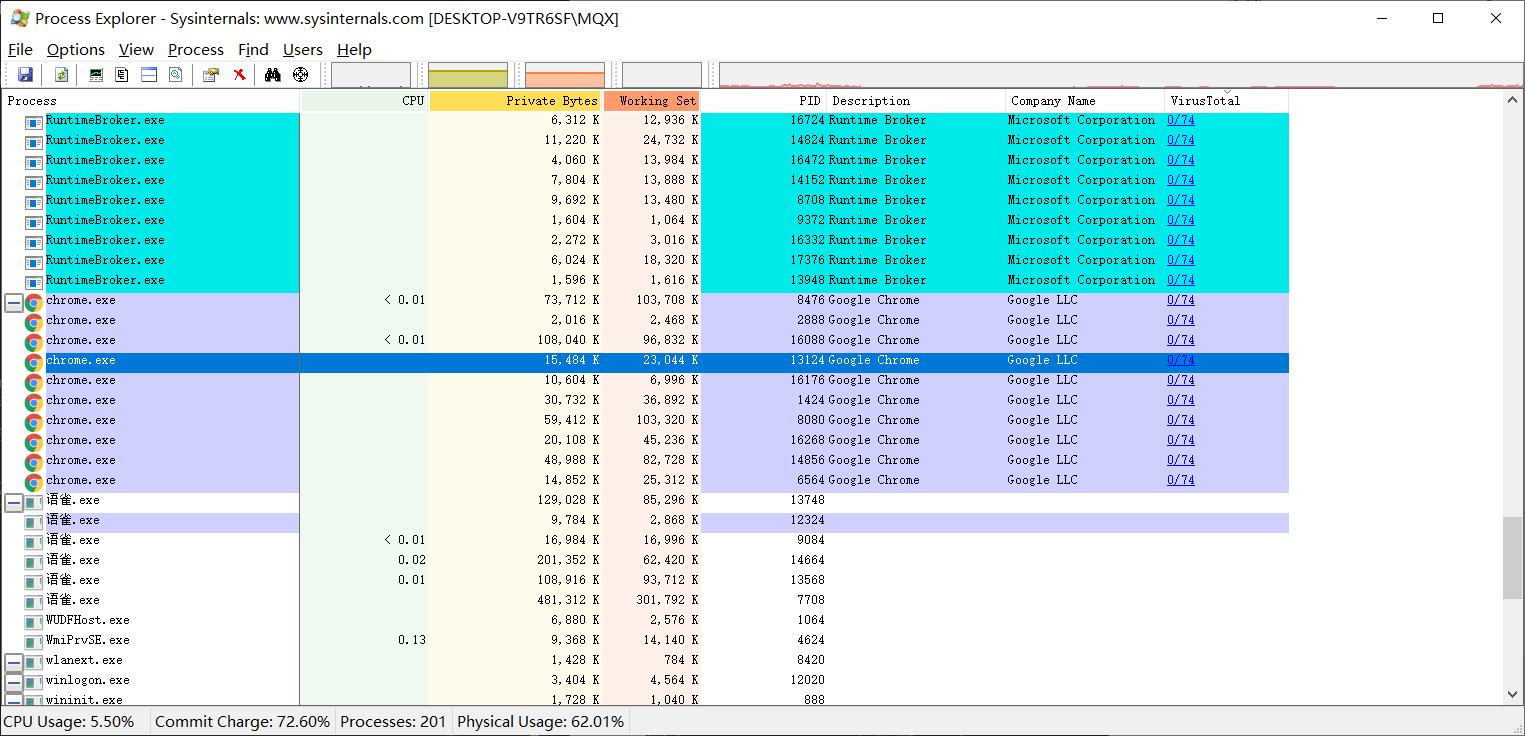 Process Explorer - Sysinternals: www.sysinternals.com [DESKTOP-V9TR6SF\MQX]
File Options View Process Find Users Help
Process CPU Private Bytes Working Set PID Description Company Name VirusTotal
RuntimeBroker.exe 6,312 K 12,936 K 16724 Runtime Broker Microsoft Corporation 0/74
RuntimeBroker.exe 11,220 K 24,732 K 14824 Runtime Broker Microsoft Corporation 0/74
RuntimeBroker.exe 4,060 K 13,984 K 16472 Runtime Broker Microsoft Corporation 0/74
RuntimeBroker.exe 7,804 K 13,888 K 14152 Runtime Broker Microsoft Corporation 0/74
RuntimeBroker.exe 9,692 K 13,480 K 8708 Runtime Broker Microsoft Corporation 0/74
RuntimeBroker.exe 1,604 K 1,064 K 9372 Runtime Broker Microsoft Corporation 0/74
RuntimeBroker.exe 2,272 K 3,016 K 16332 Runtime Broker Microsoft Corporation 0/74
RuntimeBroker.exe 6,024 K 18,320 K 17376 Runtime Broker Microsoft Corporation 0/74
RuntimeBroker.exe 1,596 K 1,616 K 13948 Runtime Broker Microsoft Corporation 0/74
chrome.exe < 0.01 73,712 K 103,708 K 8476 Google Chrome Google LLC 0/74
chrome.exe 2,016 K 2,468 K 2888 Google Chrome Google LLC 0/74
chrome.exe < 0.01 108,040 K 96,832 K 16088 Google Chrome Google LLC 0/74
chrome.exe 15,484 K 23,044 K 13124 Google Chrome Google LLC 0/74
chrome.exe 10,604 K 6,996 K 16176 Google Chrome Google LLC 0/74
chrome.exe 30,732 K 36,892 K 1424 Google Chrome Google LLC 0/74
chrome.exe 59,412 K 103,320 K 8080 Google Chrome Google LLC 0/74
chrome.exe 20,108 K 45,236 K 16268 Google Chrome Google LLC 0/74
chrome.exe 48,988 K 82,728 K 14856 Google Chrome Google LLC 0/74
chrome.exe 14,852 K 25,312 K 6564 Google Chrome Google LLC 0/74
语雀.exe 129,028 K 85,296 K 13748
语雀.exe 9,784 K 2,868 K 12324
语雀.exe < 0.01 16,984 K 16,996 K 9084
语雀.exe 0.02 201,352 K 62,420 K 14664
语雀.exe 0.01 108,916 K 93,712 K 13568
语雀.exe 481,312 K 301,792 K 7708
WUDFHost.exe 6,880 K 2,576 K 1064
WmiPrvSE.exe 0.13 9,368 K 14,140 K 4624
wlanext.exe 1,428 K 784 K 8420
winlogon.exe 3,404 K 4,564 K 12020
wininit.exe 1,728 K 1,040 K 888
CPU Usage: 5.50% Commit Charge: 72.60% Processes: 201 Physical Usage: 62.01%